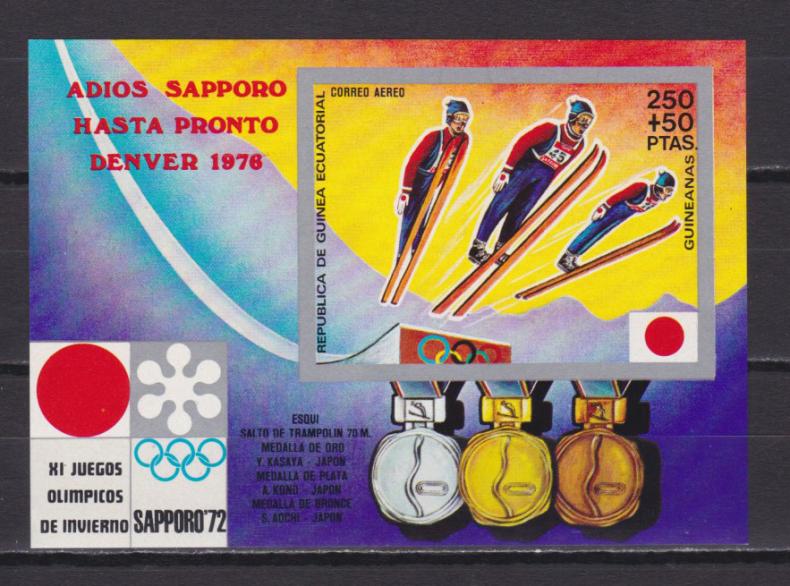 ADIOS SAPPORO
HASTA PRONTO
DENVER 1976
CORREO AEREO
REPUBLICA DE GUINEA ECUATORIAL
250
+50
PTAS.
GUINEANAS
45
XI JUEGOS
OLIMPICOS
DE INVIERNO
SAPPORO'72
ESQUI
SALTO DE TRAMPOLIN 70 M.
MEDALLA DE ORO
Y. KASAYA - JAPON
MEDALLA DE PLATA
A. KONO - JAPON
MEDALLA DE BRONCE
S. AOCHI - JAPON